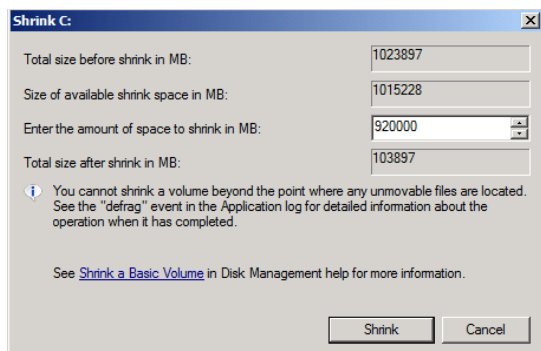 Shrink C:
Total size before shrink in MB: 1023897
Size of available shrink space in MB: 1015228
Enter the amount of space to shrink in MB: 920000
Total size after shrink in MB: 103897
You cannot shrink a volume beyond the point where any unmovable files are located.
See the "defrag" event in the Application log for detailed information about the
operation when it has completed.
See Shrink a Basic Volume in Disk Management help for more information.
Shrink Cancel